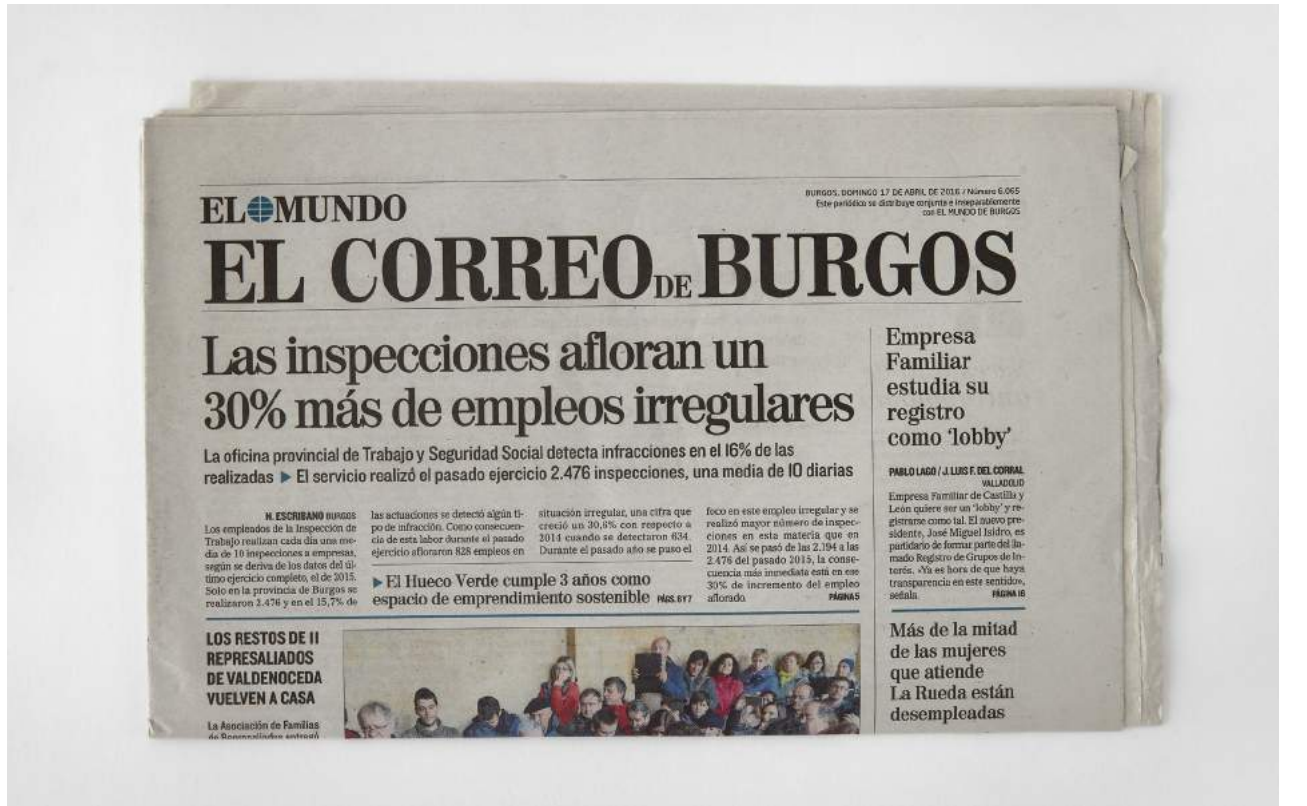 EL MUNDO
BURGOS, DOMINGO 17 DE ABRIL DE 2016 / Número 6.065
Este periódico se distribuye conjunta e inseparablemente
con EL MUNDO DE BURGOS
EL CORREO DE BURGOS
Las inspecciones afloran un
30% más de empleos irregulares
La oficina provincial de Trabajo y Seguridad Social detecta infracciones en el 16% de las
realizadas ▶ El servicio realizó el pasado ejercicio 2.476 inspecciones, una media de 10 diarias
N. ESCRIBANO BURGOS
Los empleados de la Inspección de
Trabajo realizan cada día una me-
dia de 10 inspecciones a empresas,
según se deriva de los datos del úl-
timo ejercicio completo, el de 2015.
Solo en la provincia de Burgos se
realizaron 2.476 y en el 15,7% de
las actuaciones se detectó algún ti-
po de infracción. Como consecuen-
cia de esta labor durante el pasado
ejercicio afloraron 828 empleos en
situación irregular, una cifra que
creció un 30,6% con respecto a
2014 cuando se detectaron 634.
Durante el pasado año se puso el
foco en este empleo irregular y se
realizó mayor número de inspec-
ciones en esta materia que en
2014. Así se pasó de las 2.194 a las
2.476 del pasado 2015, la conse-
cuencia más inmediata está en ese
30% de incremento del empleo
aflorado. PÁGINA 5
▶ El Hueco Verde cumple 3 años como
espacio de emprendimiento sostenible PÁGS. 6 Y 7
Empresa
Familiar
estudia su
registro
como ‘lobby’
PABLO LAGO / J. LUIS F. DEL CORRAL
VALLADOLID
Empresa Familiar de Castilla y
León quiere ser un ‘lobby’ y re-
gistrarse como tal. El nuevo pre-
sidente, José Miguel Isidro, es
partidario de formar parte del lla-
mado Registro de Grupos de In-
terés. «Ya es hora de que haya
transparencia en este sentido»,
señala. PÁGINA 16
LOS RESTOS DE 11
REPRESALIADOS
DE VALDENOCEDA
VUELVEN A CASA
La Asociación de Familias
de Represaliados entregó
Más de la mitad
de las mujeres
que atiende
La Rueda están
desempleadas